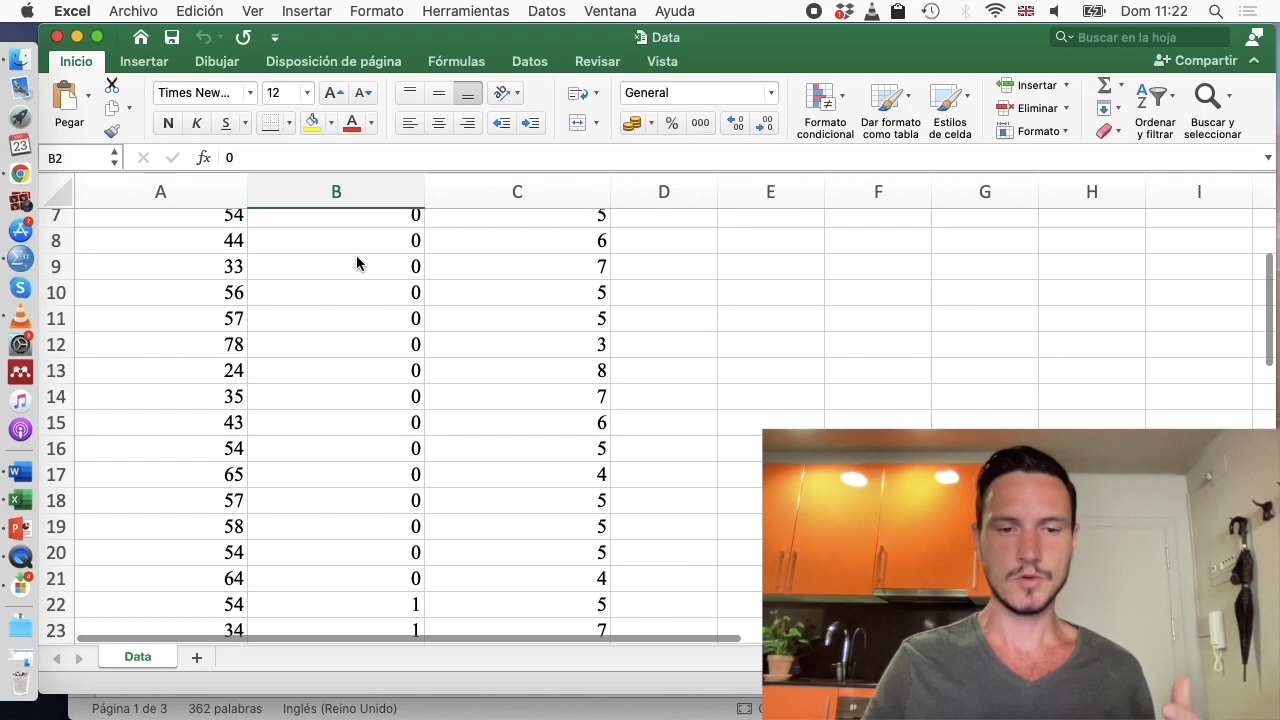 Excel Archivo Edición Ver Insertar Formato Herramientas Datos Ventana Ayuda Dom 11:22
Data Buscar en la hoja
Inicio Insertar Dibujar Disposición de página Fórmulas Datos Revisar Vista Compartir
Pegar
Times New... 12 A A
N K S A
General
% 000
Formato condicional
Dar formato como tabla
Estilos de celda
Insertar
Eliminar
Formato
Ordenar y filtrar
Buscar y seleccionar
B2 fx 0
A B C D E F G H I
7 54 0 5
8 44 0 6
9 33 0 7
10 56 0 5
11 57 0 5
12 78 0 3
13 24 0 8
14 35 0 7
15 43 0 6
16 54 0 5
17 65 0 4
18 57 0 5
19 58 0 5
20 54 0 5
21 64 0 4
22 54 1 5
23 34 1 7
Data
Página 1 de 3 362 palabras Inglés (Reino Unido)